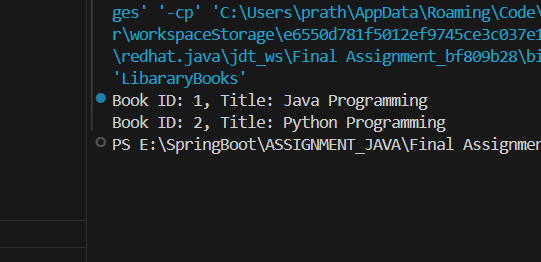 ges' '-cp' 'C:\Users\prath\AppData\Roaming\Code\
r\workspaceStorage\e6550d781f5012ef9745ce3c037e1
\redhat.java\jdt_ws\Final Assignment_bf809b28\bi
'LibararyBooks'
Book ID: 1, Title: Java Programming
Book ID: 2, Title: Python Programming
PS E:\SpringBoot\ASSIGNMENT_JAVA\Final Assignmen